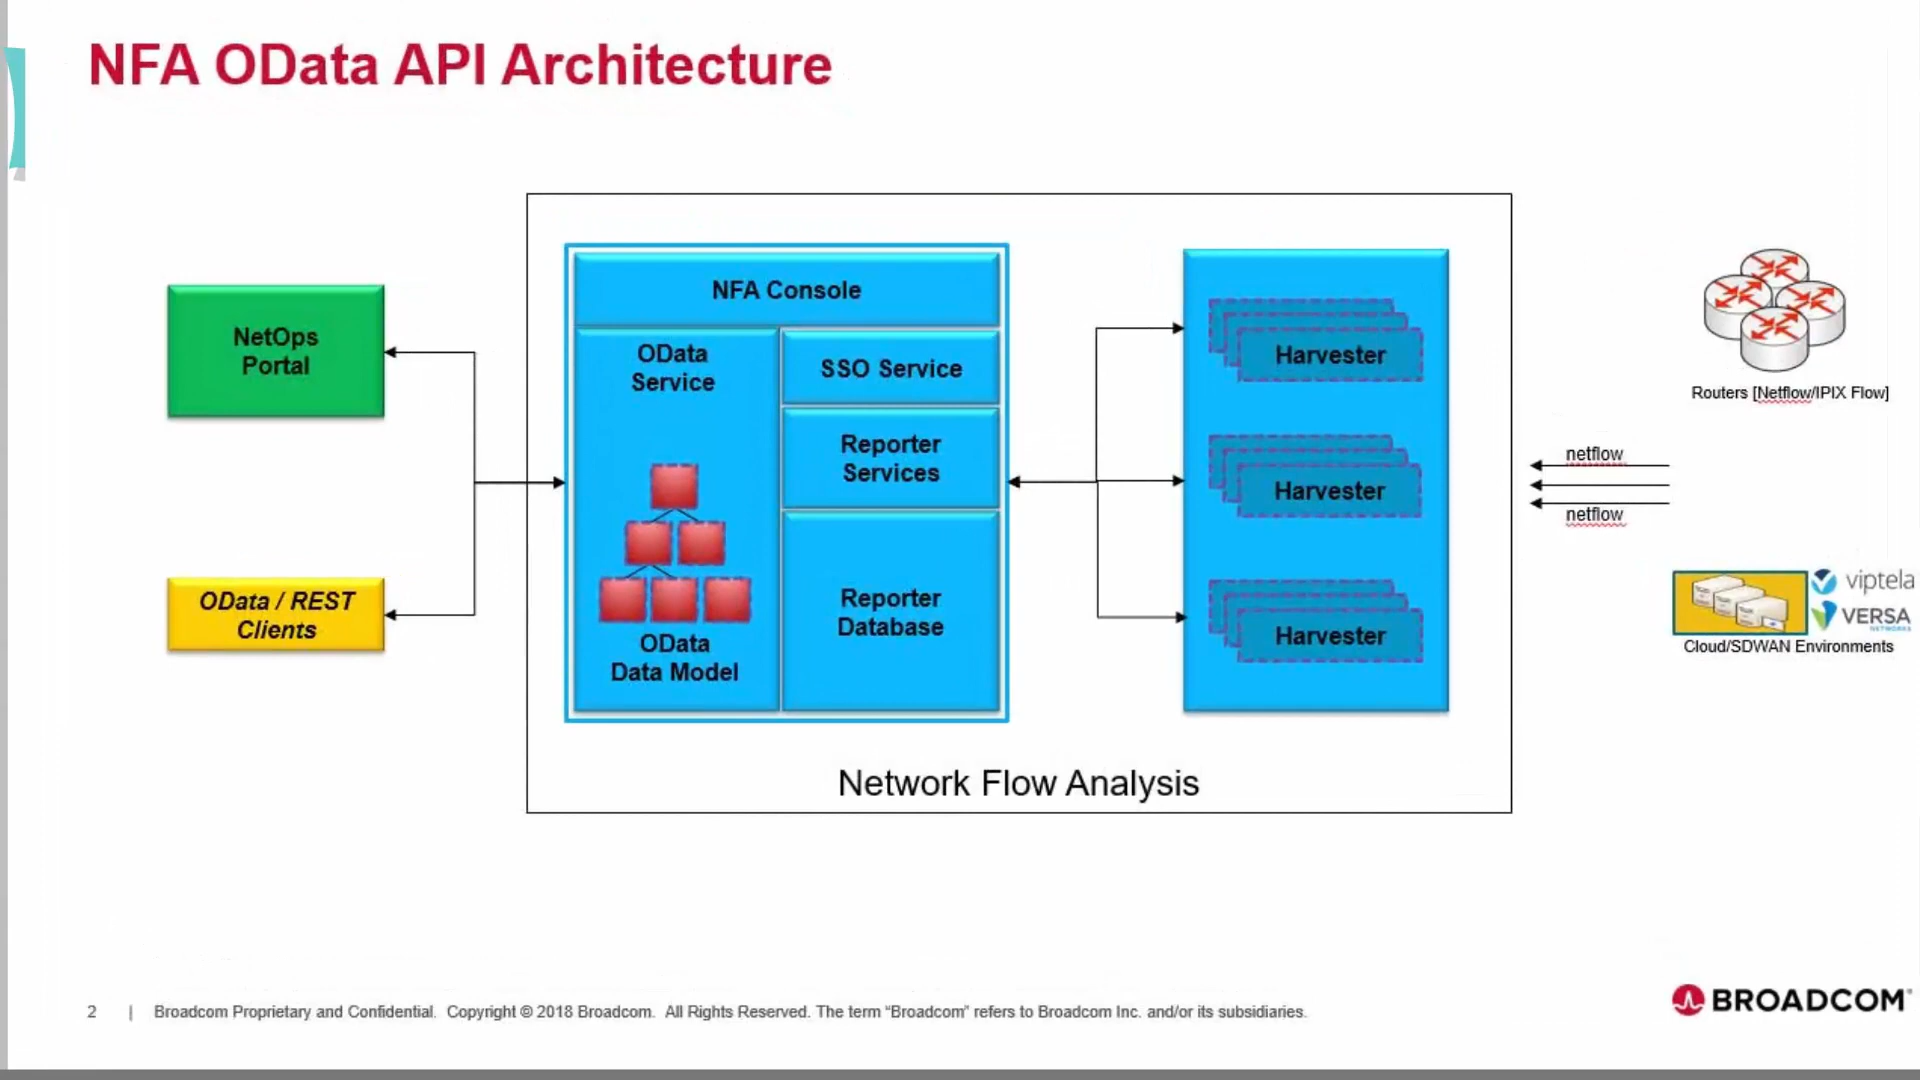 NFA OData API Architecture
NetOps
Portal
OData / REST
Clients
NFA Console
OData
Service
OData
Data Model
SSO Service
Reporter
Services
Reporter
Database
Harvester
Harvester
Harvester
Network Flow Analysis
Routers [Netflow/IPIX Flow]
netflow
netflow
viptela
VERSA
NETWORKS
Cloud/SDWAN Environments
2 | Broadcom Proprietary and Confidential. Copyright © 2018 Broadcom. All Rights Reserved. The term “Broadcom” refers to Broadcom Inc. and/or its subsidiaries.
BROADCOM